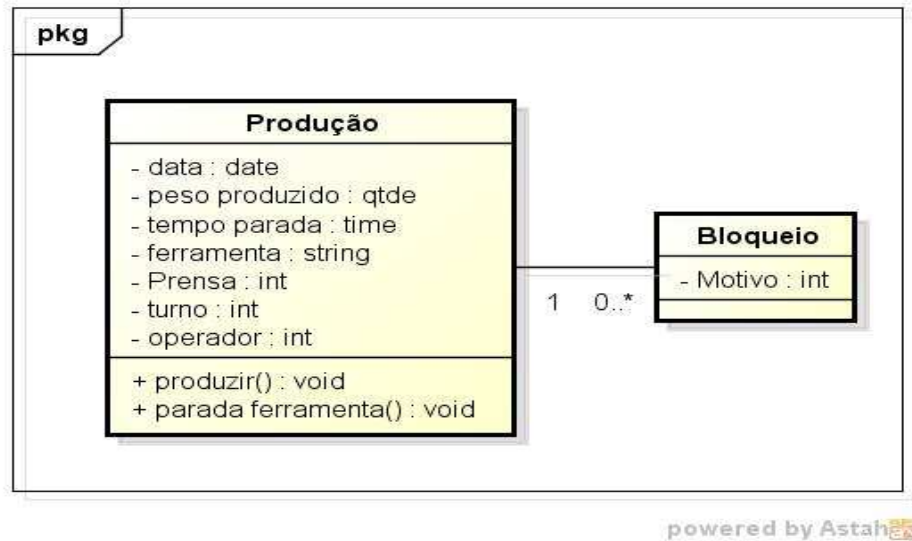 pkg
Produção
- data : date
- peso produzido : qtde
- tempo parada : time
- ferramenta : string
- Prensa : int
- turno : int
- operador : int
+ produzir() : void
+ parada ferramenta() : void
Bloqueio
- Motivo : int
1 0..*
powered by Astah